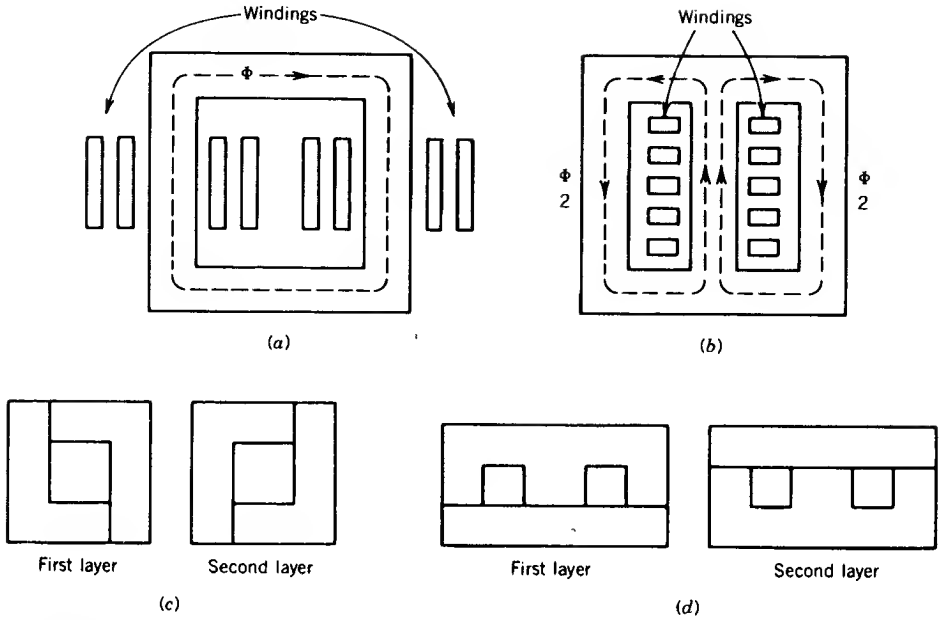 Windings
Φ
(a)
Windings
Φ
2
Φ
2
(b)
First layer
Second layer
(c)
First layer
Second layer
(d)